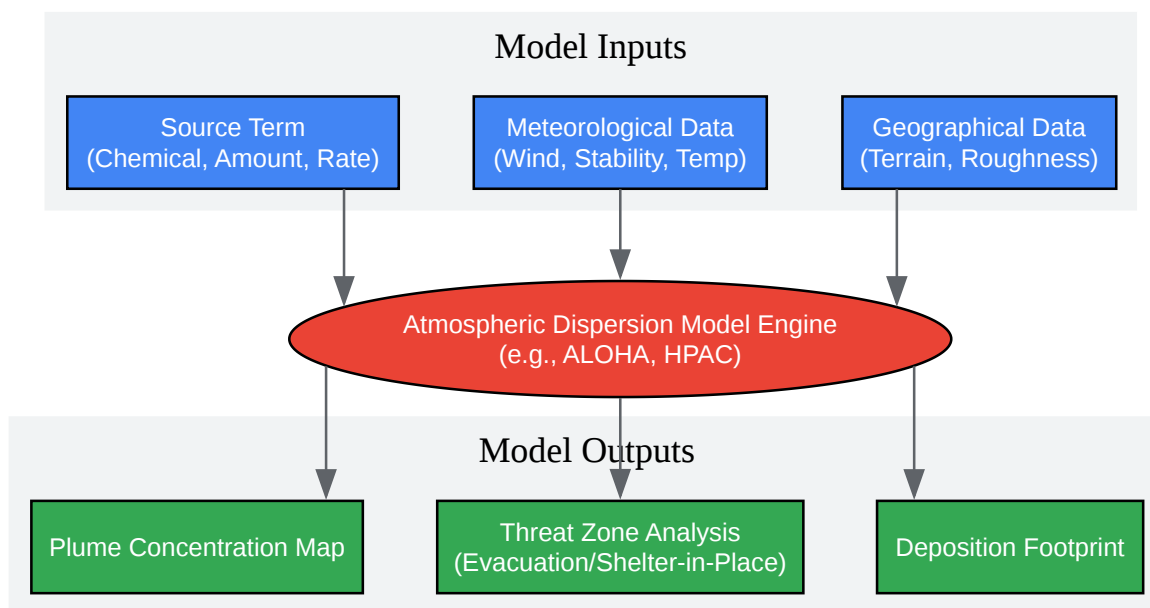 Model Inputs
Source Term
(Chemical, Amount, Rate)
Meteorological Data
(Wind, Stability, Temp)
Geographical Data
(Terrain, Roughness)
Atmospheric Dispersion Model Engine
(e.g., ALOHA, HPAC)
Model Outputs
Plume Concentration Map
Threat Zone Analysis
(Evacuation/Shelter-in-Place)
Deposition Footprint